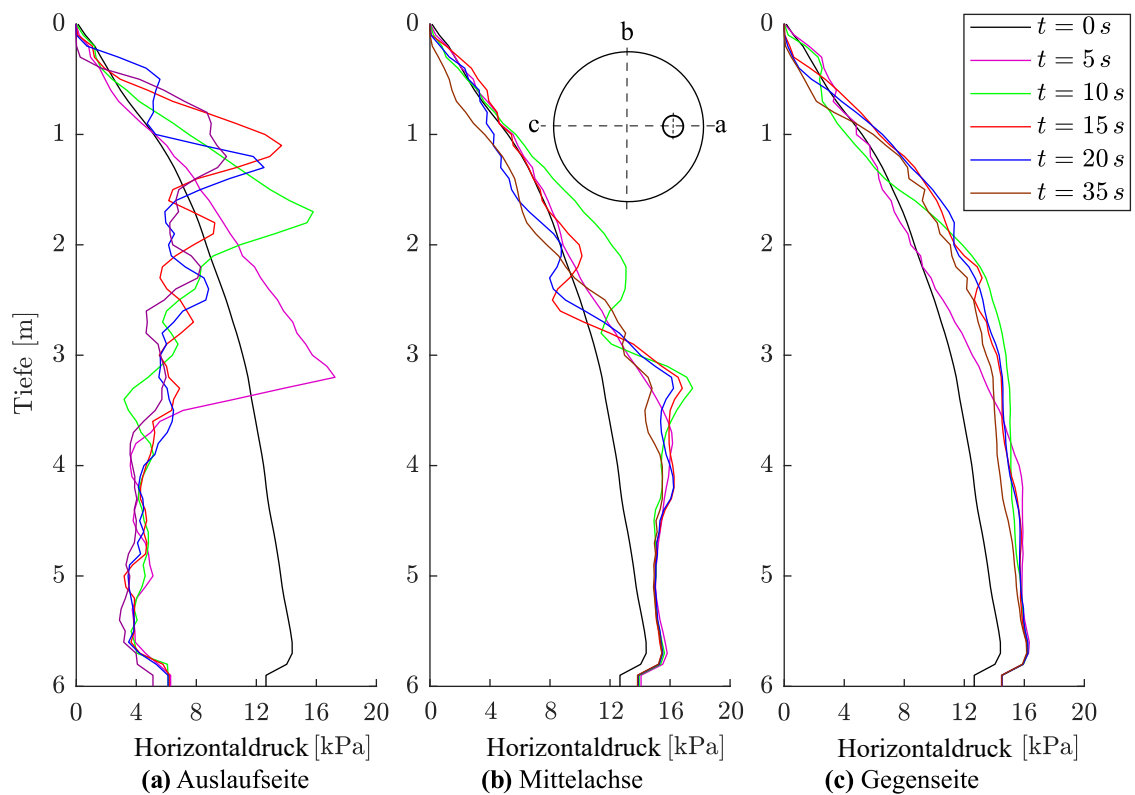 b
c
a
t = 0 s
t = 5 s
t = 10 s
t = 15 s
t = 20 s
t = 35 s
Tiefe [m]
0
1
2
3
4
5
6
0 4 8 12 16 20
Horizontaldruck [kPa]
(a) Auslaufseite
0
1
2
3
4
5
6
0 4 8 12 16 20
Horizontaldruck [kPa]
(b) Mittelachse
0
1
2
3
4
5
6
0 4 8 12 16 20
Horizontaldruck [kPa]
(c) Gegenseite